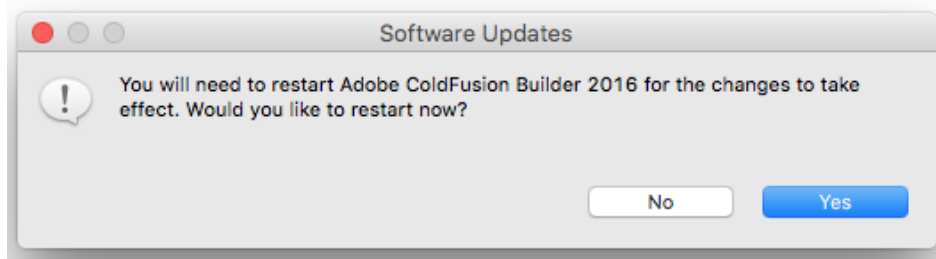 Software Updates
You will need to restart Adobe ColdFusion Builder 2016 for the changes to take
effect. Would you like to restart now?
No
Yes